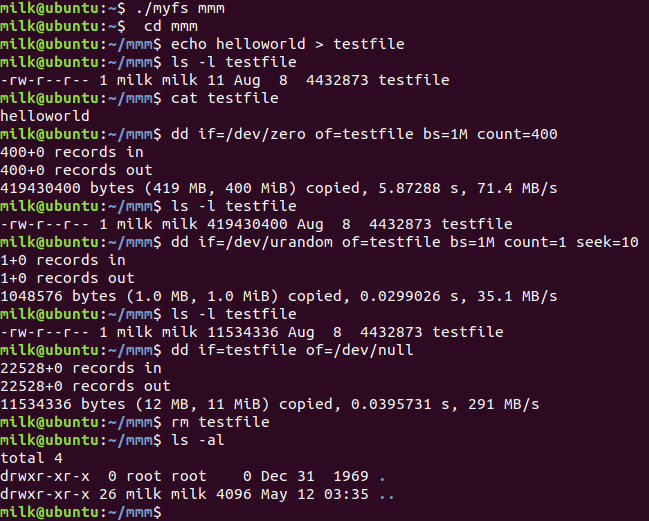 milk@ubuntu:~$ ./myfs mmm
milk@ubuntu:~$  cd mmm
milk@ubuntu:~/mmm$ echo helloworld > testfile
milk@ubuntu:~/mmm$ ls -l testfile
-rw-r--r-- 1 milk milk 11 Aug  8  4432873 testfile
milk@ubuntu:~/mmm$ cat testfile
helloworld
milk@ubuntu:~/mmm$ dd if=/dev/zero of=testfile bs=1M count=400
400+0 records in
400+0 records out
419430400 bytes (419 MB, 400 MiB) copied, 5.87288 s, 71.4 MB/s
milk@ubuntu:~/mmm$ ls -l testfile
-rw-r--r-- 1 milk milk 419430400 Aug  8  4432873 testfile
milk@ubuntu:~/mmm$ dd if=/dev/urandom of=testfile bs=1M count=1 seek=10
1+0 records in
1+0 records out
1048576 bytes (1.0 MB, 1.0 MiB) copied, 0.0299026 s, 35.1 MB/s
milk@ubuntu:~/mmm$ ls -l testfile
-rw-r--r-- 1 milk milk 11534336 Aug  8  4432873 testfile
milk@ubuntu:~/mmm$ dd if=testfile of=/dev/null
22528+0 records in
22528+0 records out
11534336 bytes (12 MB, 11 MiB) copied, 0.0395731 s, 291 MB/s
milk@ubuntu:~/mmm$ rm testfile
milk@ubuntu:~/mmm$ ls -al
total 4
drwxr-xr-x  0 root root    0 Dec 31  1969 .
drwxr-xr-x 26 milk milk 4096 May 12 03:35 ..
milk@ubuntu:~/mmm$